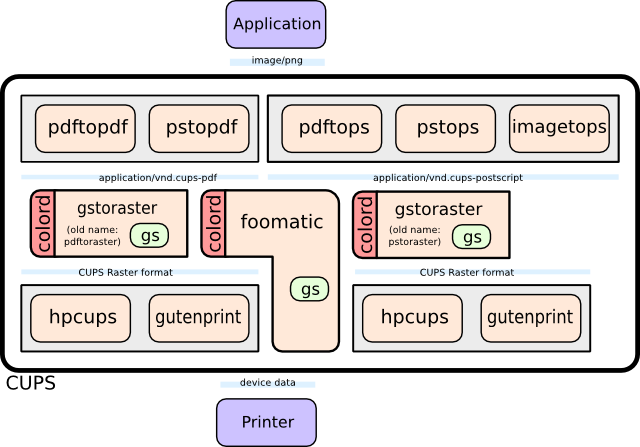 Application
image/png
pdftopdf
pstopdf
pdftops
pstops
imagetops
application/vnd.cups-pdf
application/vnd.cups-postscript
colord
gstoraster
(old name:
pdftoraster)
gs
colord
foomatic
gs
colord
gstoraster
(old name:
pstoraster)
gs
CUPS Raster format
CUPS Raster format
hpcups
gutenprint
hpcups
gutenprint
CUPS
device data
Printer